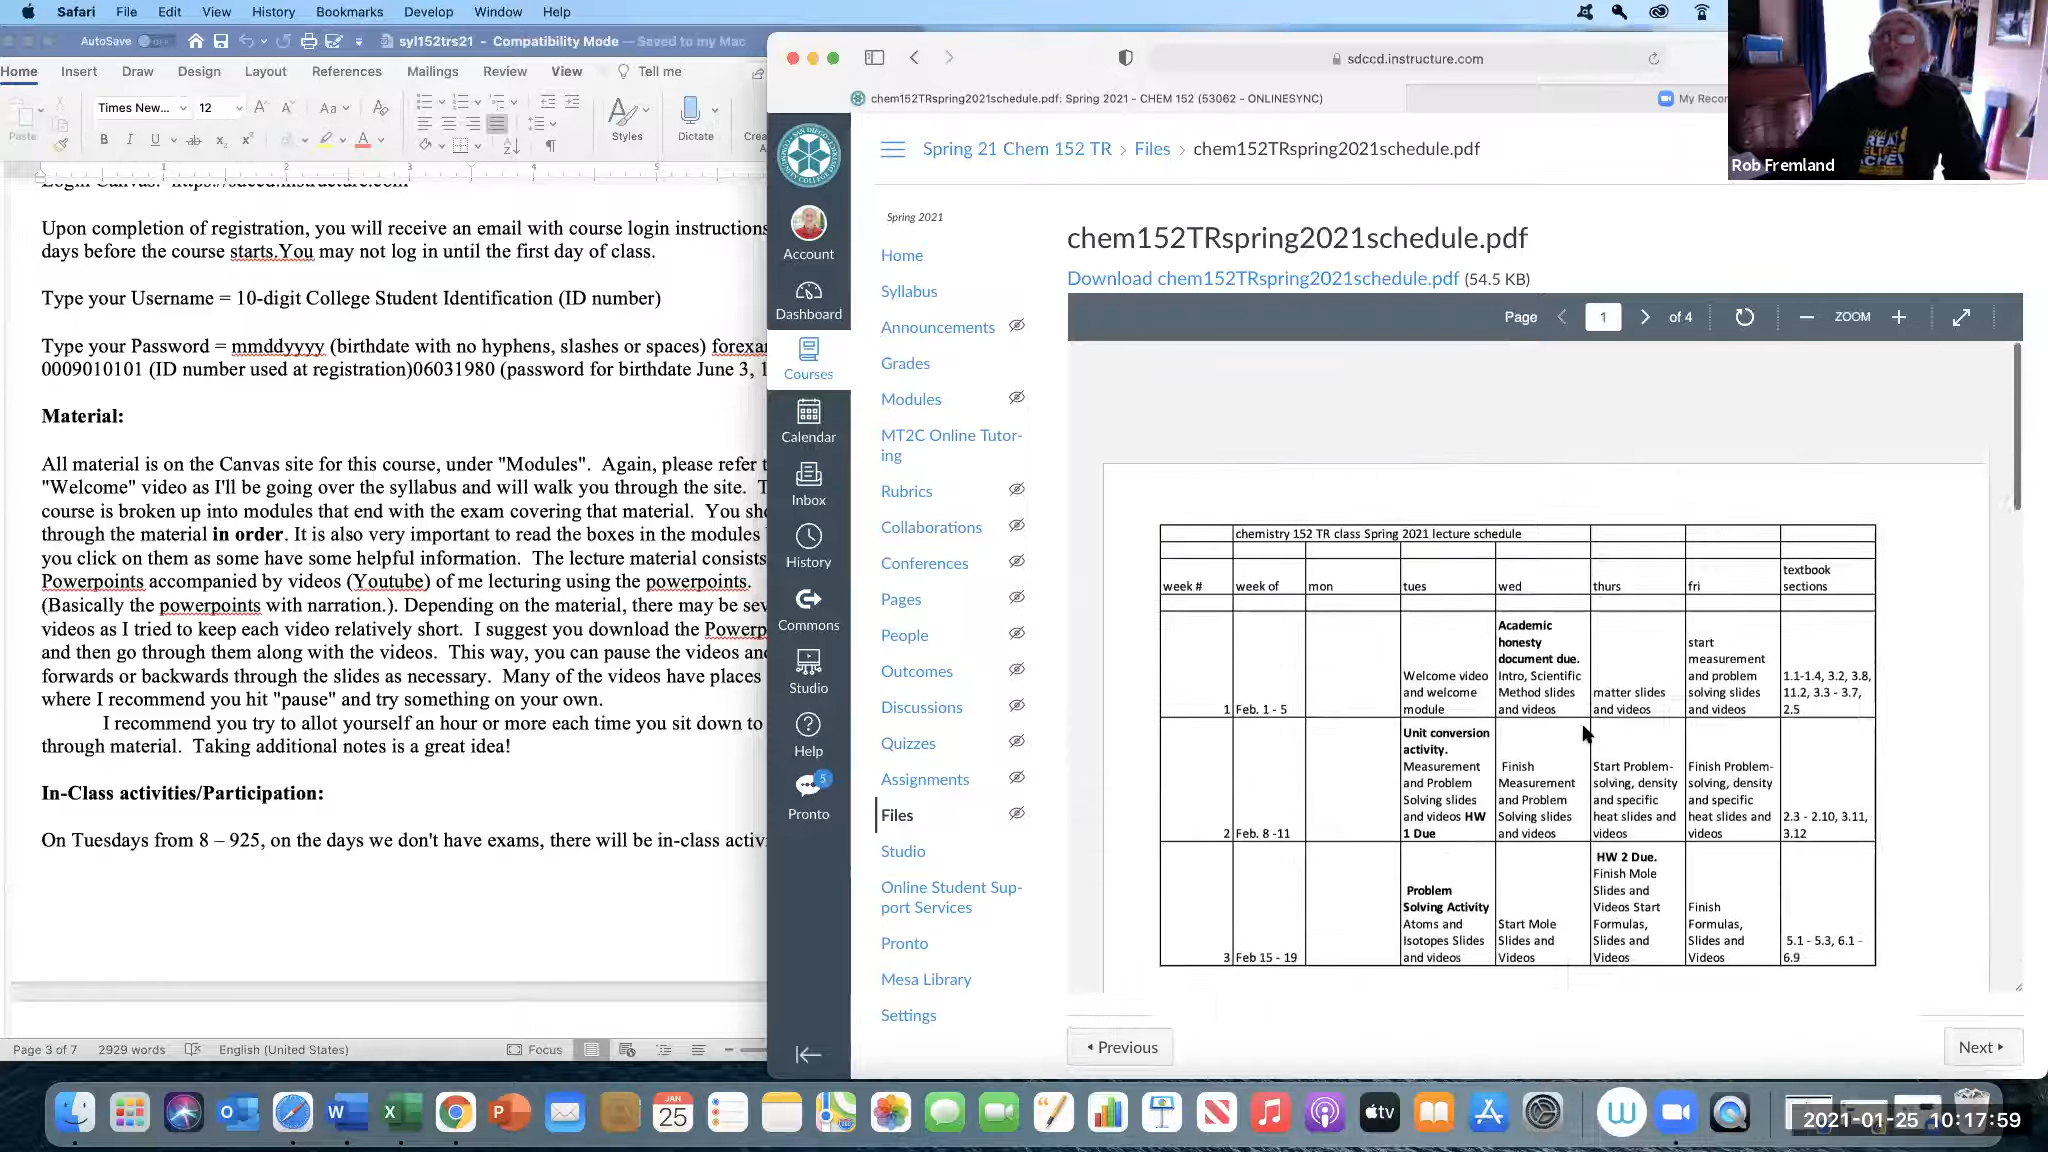 Safari File Edit View History Bookmarks Develop Window Help
AutoSave OFF syl152trs21 - Compatibility Mode — Saved to my Mac
Home Insert Draw Design Layout References Mailings Review View Tell me
Times New... 12
Paste Styles Dictate
1 2 3 4 5
Login Canvas: https://sdccd.instructure.com
Upon completion of registration, you will receive an email with course login instructions
days before the course starts.You may not log in until the first day of class.
Type your Username = 10-digit College Student Identification (ID number)
Type your Password = mmddyyyy (birthdate with no hyphens, slashes or spaces) forexa
0009010101 (ID number used at registration)06031980 (password for birthdate June 3, 1
Material:
All material is on the Canvas site for this course, under "Modules". Again, please refer t
"Welcome" video as I'll be going over the syllabus and will walk you through the site. T
course is broken up into modules that end with the exam covering that material. You sho
through the material in order. It is also very important to read the boxes in the modules
you click on them as some have some helpful information. The lecture material consists
Powerpoints accompanied by videos (Youtube) of me lecturing using the powerpoints.
(Basically the powerpoints with narration.). Depending on the material, there may be sev
videos as I tried to keep each video relatively short. I suggest you download the Powerp
and then go through them along with the videos. This way, you can pause the videos and
forwards or backwards through the slides as necessary. Many of the videos have places
where I recommend you hit "pause" and try something on your own.
I recommend you try to allot yourself an hour or more each time you sit down to
through material. Taking additional notes is a great idea!
In-Class activities/Participation:
On Tuesdays from 8 – 925, on the days we don't have exams, there will be in-class activi
Page 3 of 7 2929 words English (United States) Focus
sdccd.instructure.com
chem152TRspring2021schedule.pdf: Spring 2021 - CHEM 152 (53062 - ONLINESYNC)
My Recor
Rob Fremland
Account
Dashboard
Courses
Calendar
Inbox
History
Commons
Studio
Help
5
Pronto
Spring 21 Chem 152 TR > Files > chem152TRspring2021schedule.pdf
Spring 2021
Home
Syllabus
Announcements
Grades
Modules
MT2C Online Tutor-
ing
Rubrics
Collaborations
Conferences
Pages
People
Outcomes
Discussions
Quizzes
Assignments
Files
Studio
Online Student Sup-
port Services
Pronto
Mesa Library
Settings
chem152TRspring2021schedule.pdf
Download chem152TRspring2021schedule.pdf (54.5 KB)
Page 1 of 4 ZOOM
chemistry 152 TR class Spring 2021 lecture schedule
week # week of mon tues wed thurs fri textbook sections
1 Feb. 1 - 5 Welcome video and welcome module Academic honesty document due. Intro, Scientific Method slides and videos matter slides and videos start measurement and problem solving slides and videos 1.1-1.4, 3.2, 3.8, 11.2, 3.3 - 3.7, 2.5
2 Feb. 8 -11 Unit conversion activity. Measurement and Problem Solving slides and videos HW 1 Due Finish Measurement and Problem Solving slides and videos Start Problem-solving, density and specific heat slides and videos Finish Problem-solving, density and specific heat slides and videos 2.3 - 2.10, 3.11, 3.12
3 Feb 15 - 19 Problem Solving Activity Atoms and Isotopes Slides and videos Start Mole Slides and Videos HW 2 Due. Finish Mole Slides and Videos Start Formulas, Slides and Videos Finish Formulas, Slides and Videos 5.1 - 5.3, 6.1 - 6.9
Previous Next
JAN
25
tv
2021-01-25 10:17:59